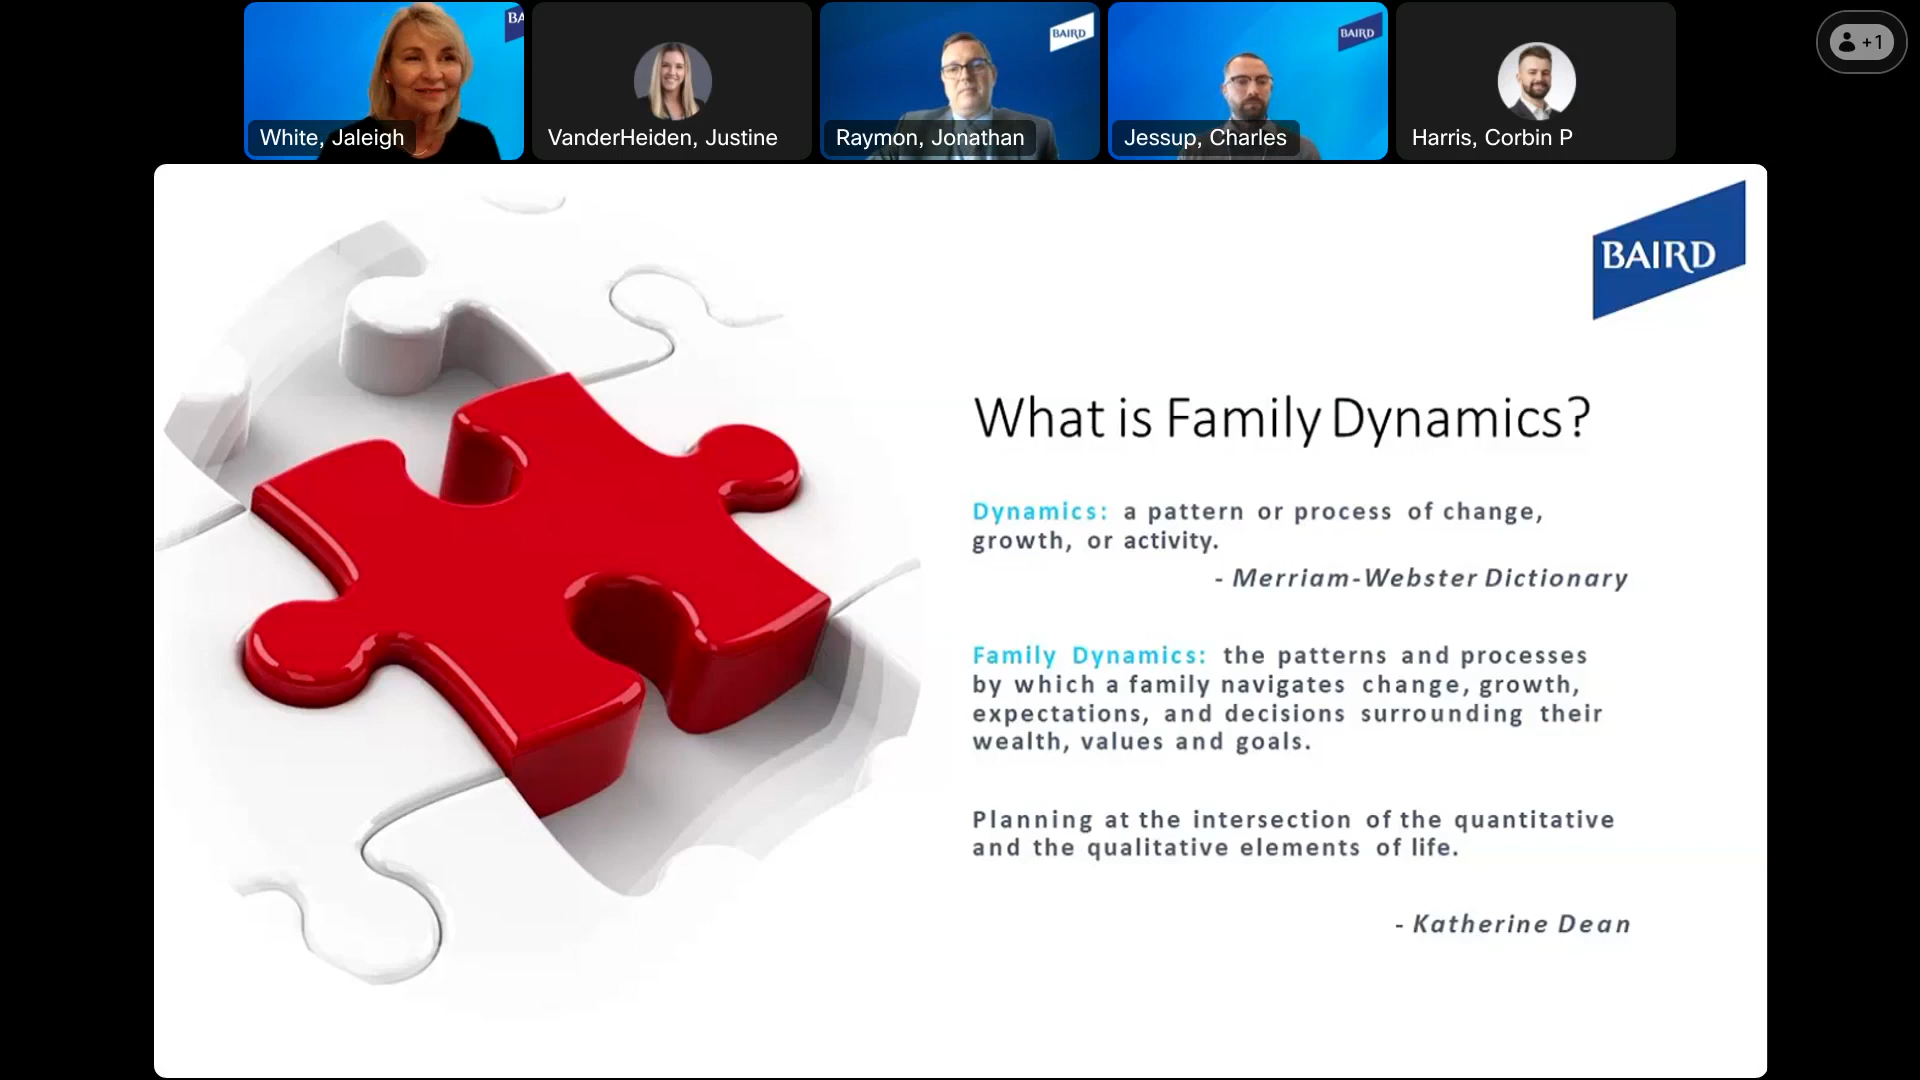 BA
BAIRD
BAIRD
+1
White, Jaleigh
VanderHeiden, Justine
Raymon, Jonathan
Jessup, Charles
Harris, Corbin P
BAIRD
What is Family Dynamics?
Dynamics: a pattern or process of change,
growth, or activity.
- Merriam-Webster Dictionary
Family Dynamics: the patterns and processes
by which a family navigates change, growth,
expectations, and decisions surrounding their
wealth, values and goals.
Planning at the intersection of the quantitative
and the qualitative elements of life.
- Katherine Dean